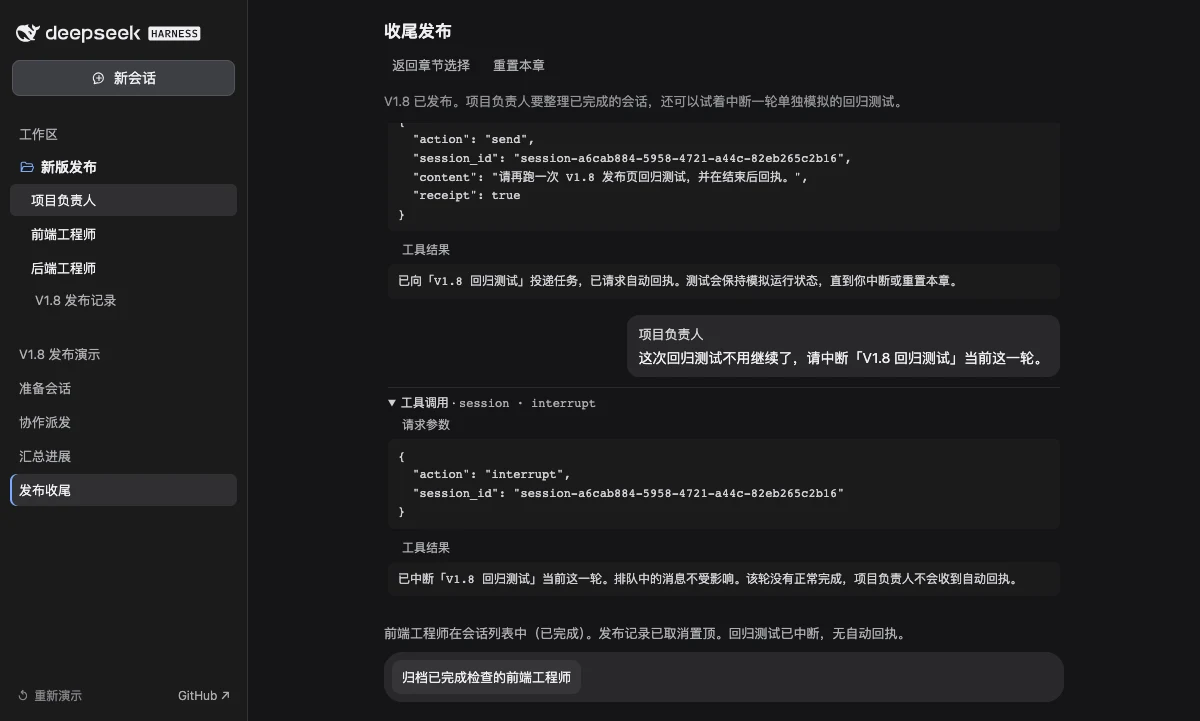 deepseek HARNESS
新会话
工作区
新版发布
项目负责人
前端工程师
后端工程师
V1.8 发布记录
V1.8 发布演示
准备会话
协作派发
汇总进展
发布收尾
重新演示
GitHub ↗
收尾发布
返回章节选择 重置本章
V1.8 已发布。项目负责人要整理已完成的会话，还可以试着中断一轮单独模拟的回归测试。
{
"action": "send",
"session_id": "session-a6cab884-5958-4721-a44c-82eb265c2b16",
"content": "请再跑一次 V1.8 发布页回归测试，并在结束后回执。",
"receipt": true
}
工具结果
已向「V1.8 回归测试」投递任务，已请求自动回执。测试会保持模拟运行状态，直到你中断或重置本章。
项目负责人
这次回归测试不用继续了，请中断「V1.8 回归测试」当前这一轮。
▼ 工具调用 · session · interrupt
请求参数
{
"action": "interrupt",
"session_id": "session-a6cab884-5958-4721-a44c-82eb265c2b16"
}
工具结果
已中断「V1.8 回归测试」当前这一轮。排队中的消息不受影响。该轮没有正常完成，项目负责人不会收到自动回执。
前端工程师在会话列表中（已完成）。发布记录已取消置顶。回归测试已中断，无自动回执。
归档已完成检查的前端工程师